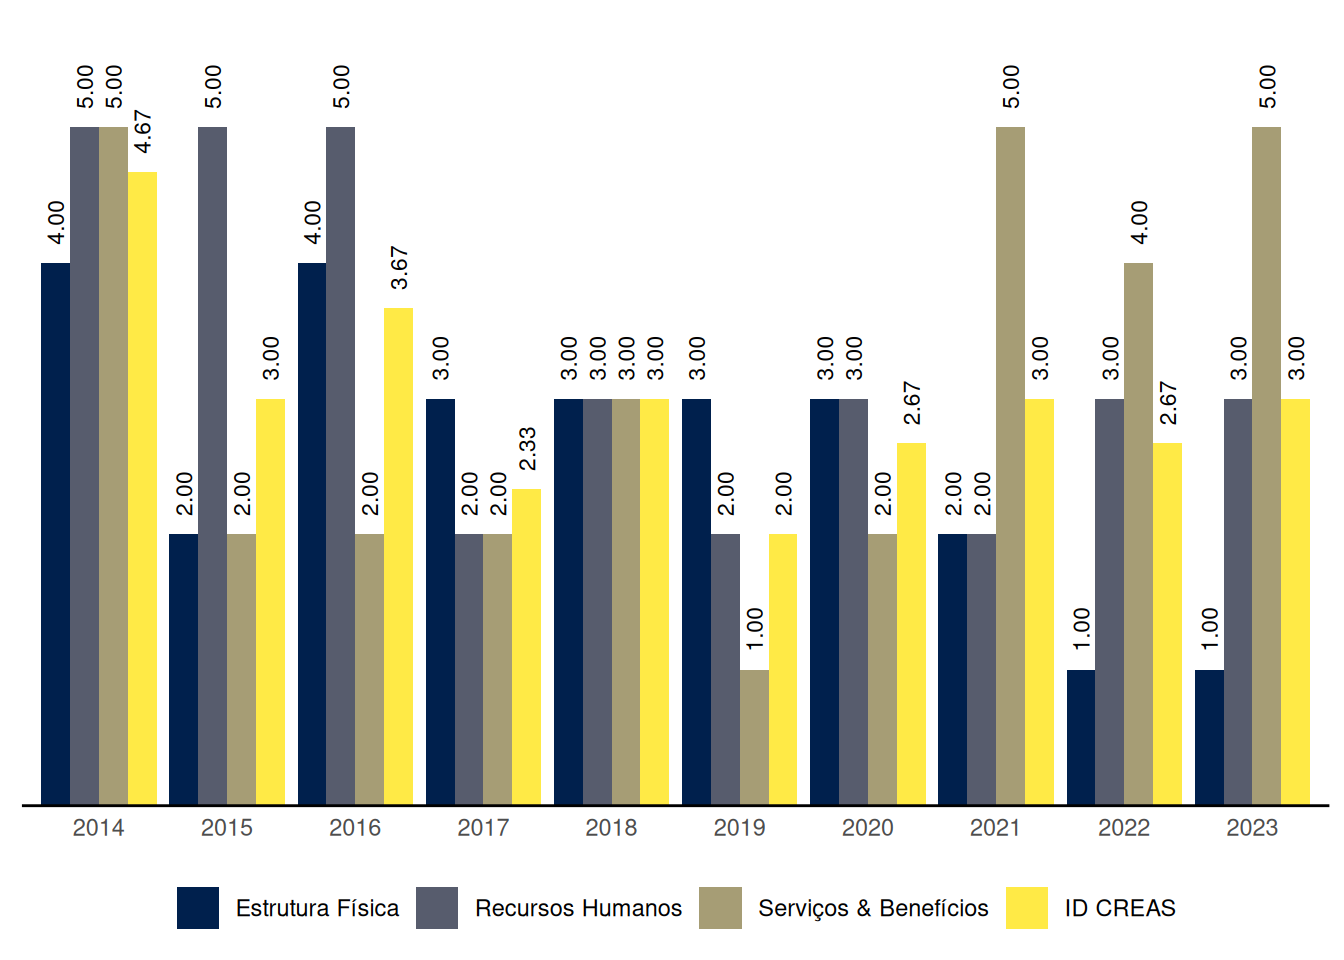 4.00 5.00 5.00 4.67 2.00 5.00 2.00 3.00 4.00 5.00 2.00 3.67 3.00 2.00 2.00 2.33 3.00 3.00 3.00 3.00 3.00 2.00 1.00 2.00 3.00 3.00 2.00 2.67 2.00 2.00 5.00 3.00 1.00 3.00 4.00 2.67 1.00 3.00 5.00 3.00
2014 2015 2016 2017 2018 2019 2020 2021 2022 2023
Estrutura Física Recursos Humanos Serviços & Benefícios ID CREAS